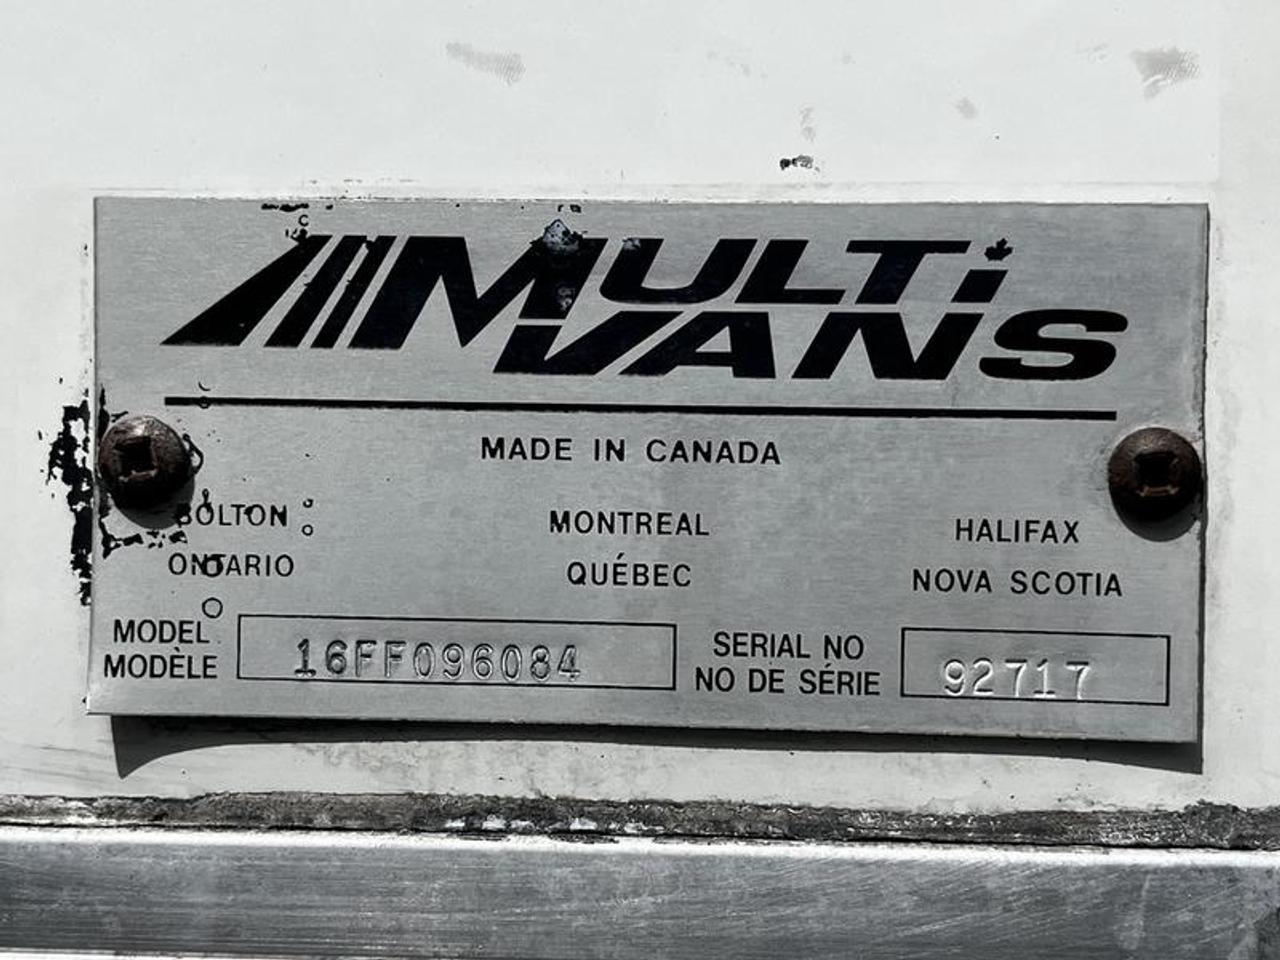 MULTi
VANS
MADE IN CANADA
BOLTON MONTREAL HALIFAX
ONTARIO QUÉBEC NOVA SCOTIA
MODEL 16FF096084 SERIAL NO 92717
MODÈLE NO DE SÉRIE